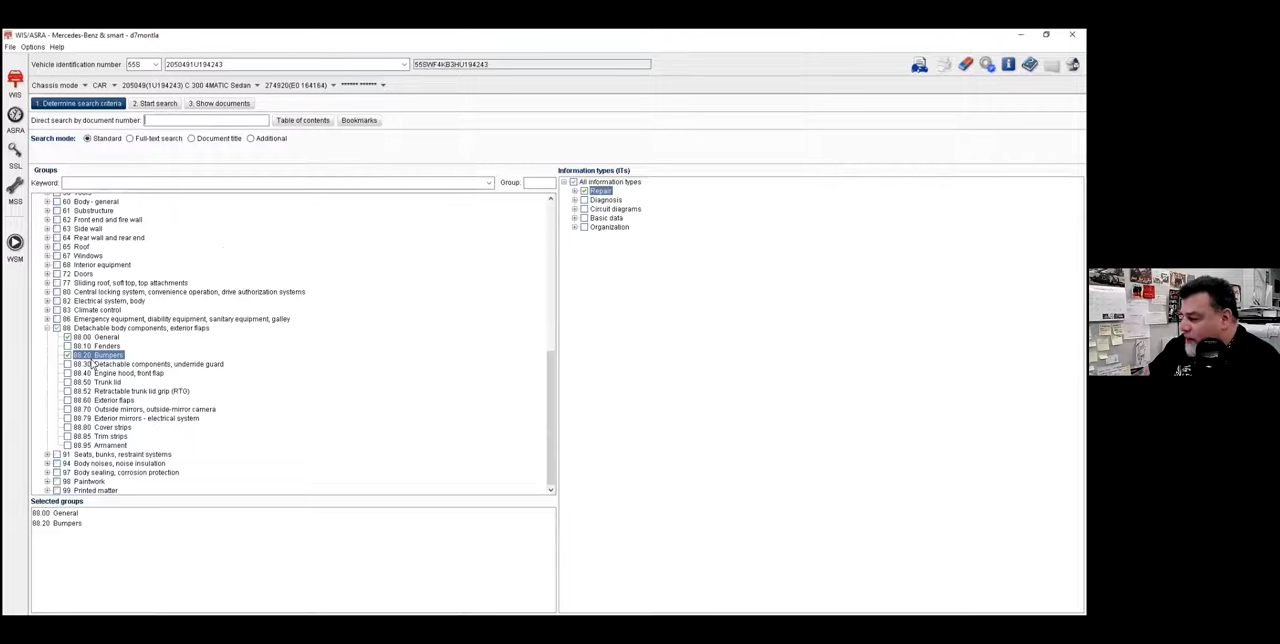 WIS/ASRA - Mercedes-Benz & smart - d7montla
File Options Help
Vehicle identification number 55S 2050491U194243 55SWF4KB3HU194243
Chassis mode CAR 205049(1U194243) C 300 4MATIC Sedan 274920(E0 164164) ****** ******
1. Determine search criteria 2. Start search 3. Show documents
Direct search by document number: Table of contents Bookmarks
Search mode: Standard Full-text search Document title Additional
Groups
Keyword: Group:
60 Body - general
61 Substructure
62 Front end and fire wall
63 Side wall
64 Rear wall and rear end
65 Roof
67 Windows
68 Interior equipment
72 Doors
77 Sliding roof, soft top, top attachments
80 Central locking system, convenience operation, drive authorization systems
82 Electrical system, body
83 Climate control
86 Emergency equipment, diability equipment, sanitary equipment, galley
88 Detachable body components, exterior flaps
88.00 General
88.10 Fenders
88.20 Bumpers
88.30 Detachable components, underride guard
88.40 Engine hood, front flap
88.50 Trunk lid
88.52 Retractable trunk lid grip (RTG)
88.60 Exterior flaps
88.70 Outside mirrors, outside-mirror camera
88.79 Exterior mirrors - electrical system
88.80 Cover strips
88.85 Trim strips
88.95 Armament
91 Seats, bunks, restraint systems
94 Body noises, noise insulation
97 Body sealing, corrosion protection
98 Paintwork
99 Printed matter
Selected groups
88.00 General
88.20 Bumpers
Information types (ITs)
All information types
Repair
Diagnosis
Circuit diagrams
Basic data
Organization
WIS
ASRA
SSL
MSS
WSM